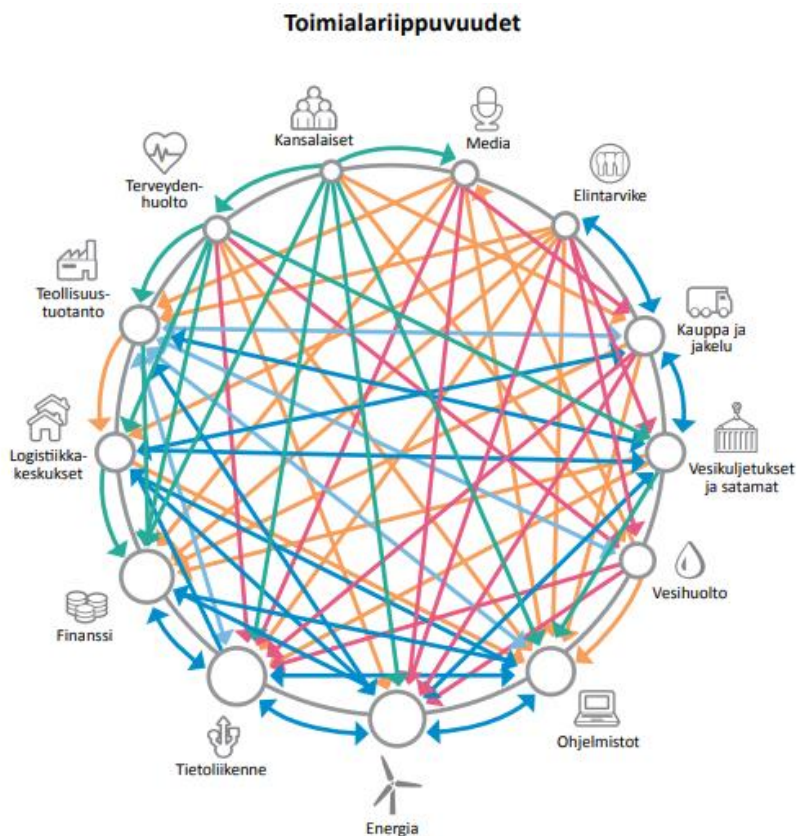 Toimialariippuvuudet
Kansalaiset
Media
Terveyden-
huolto
Elintarvike
Teollisuus-
tuotanto
Kauppa ja
jakelu
Logistiikka-
keskukset
Vesikuljetukset
ja satamat
Vesihuolto
Finanssi
Ohjelmistot
Tietoliikenne
Energia